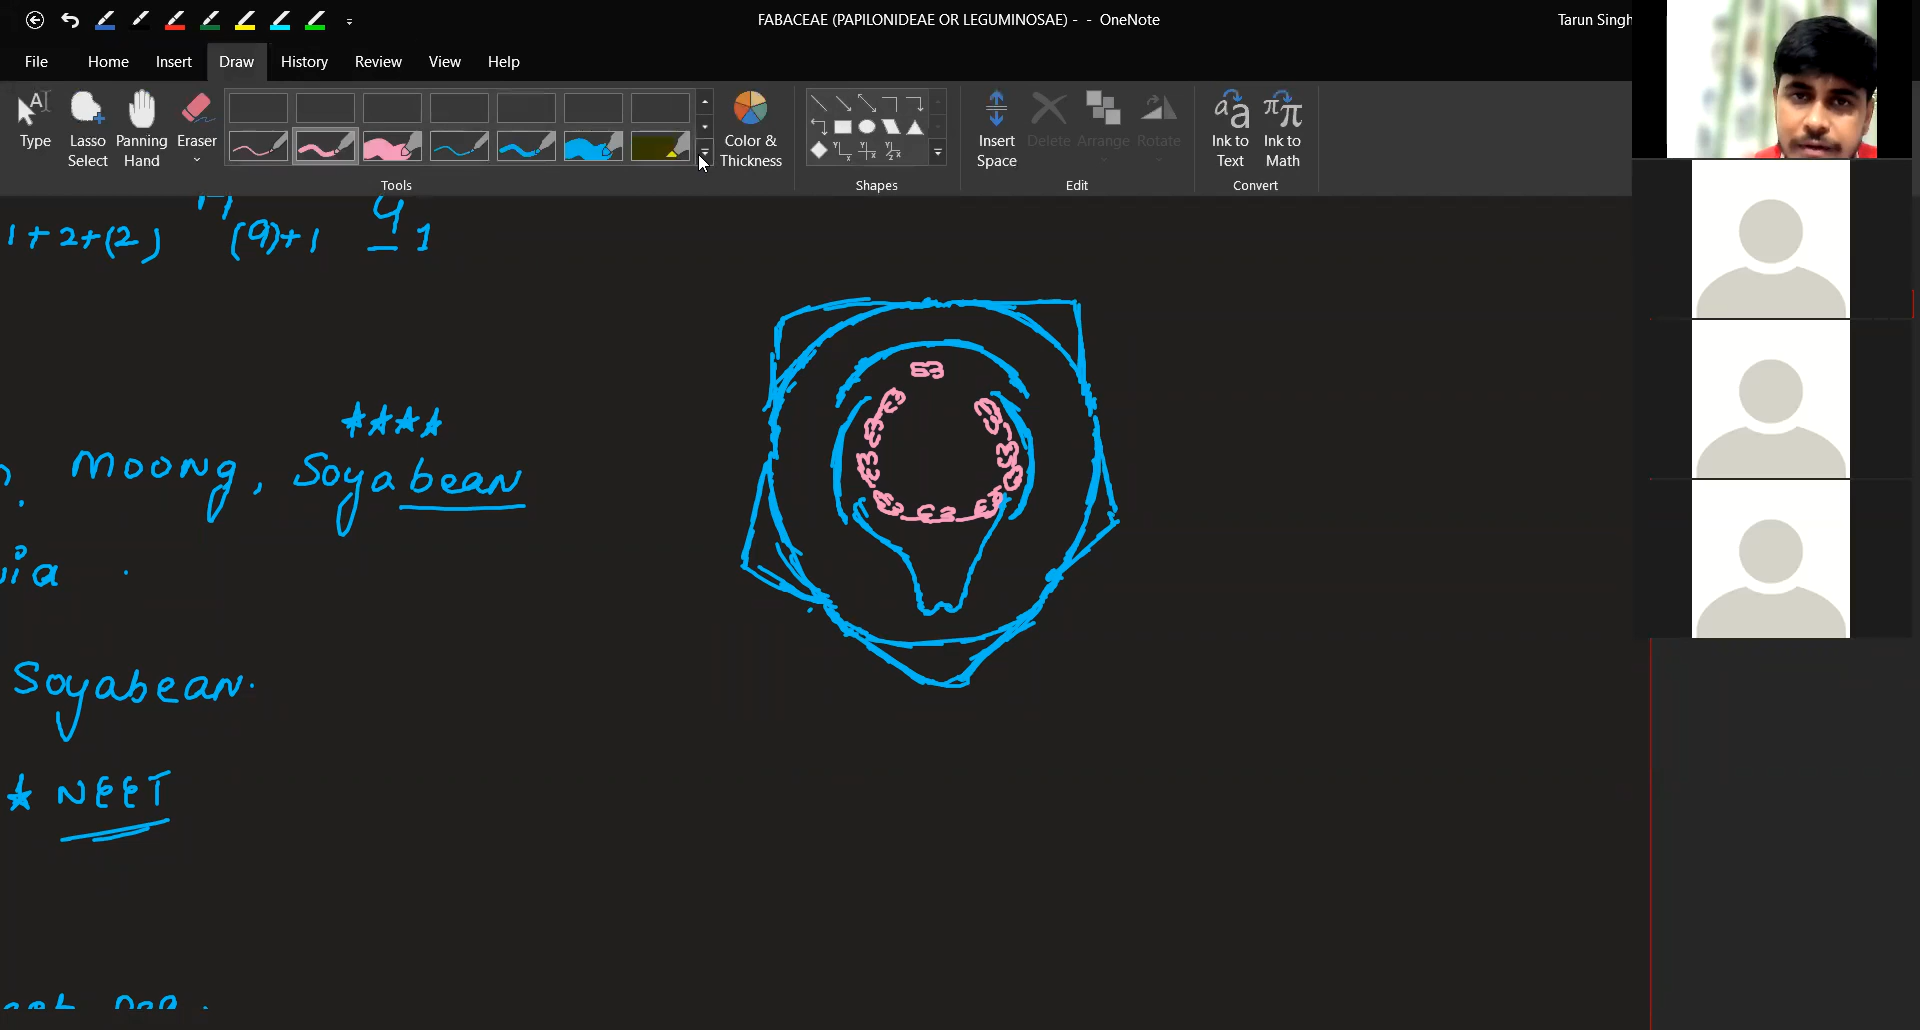 FABACEAE (PAPILONIDEAE OR LEGUMINOSAE) - - OneNote
Tarun Singh
File Home Insert Draw History Review View Help
Type
Lasso Select
Panning Hand
Eraser
Color & Thickness
Insert Space
Delete
Arrange
Rotate
Ink to Text
Ink to Math
Tools
Shapes
Edit
Convert
1+2+(2) (9)+1 1
Moong, Soyabean
Soyabean.
NEET